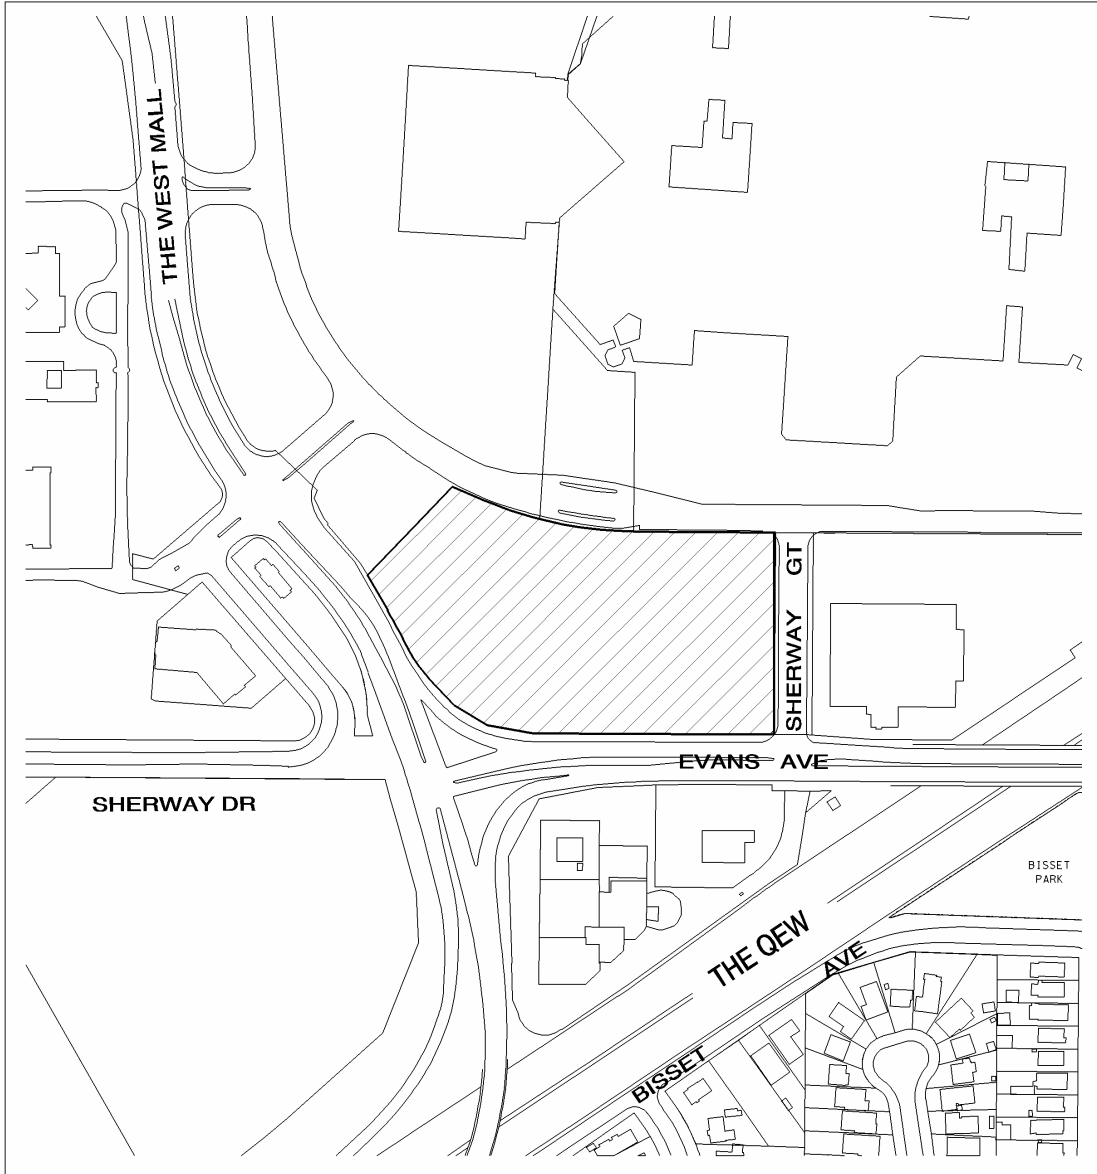 THE WEST MALL
SHERWAY GT
EVANS AVE
SHERWAY DR
BISSET
PARK
THE QEW
BISSET AVE